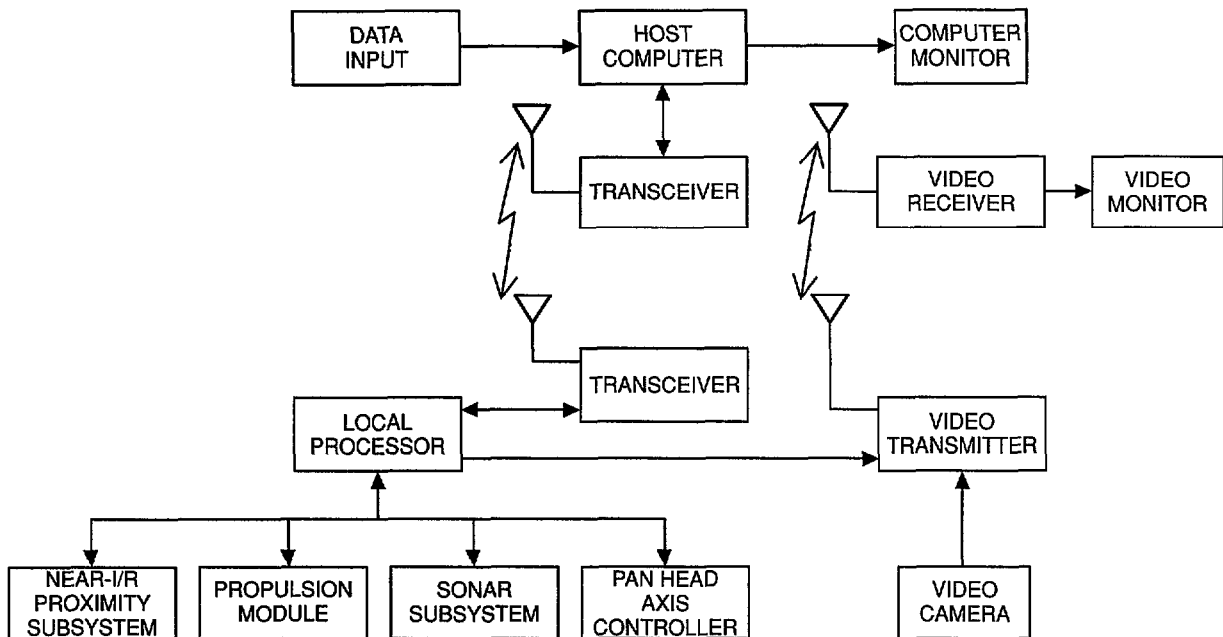 DATA
INPUT
HOST
COMPUTER
COMPUTER
MONITOR
TRANSCEIVER
VIDEO
RECEIVER
VIDEO
MONITOR
TRANSCEIVER
LOCAL
PROCESSOR
VIDEO
TRANSMITTER
NEAR-I/R
PROXIMITY
SUBSYSTEM
PROPULSION
MODULE
SONAR
SUBSYSTEM
PAN HEAD
AXIS
CONTROLLER
VIDEO
CAMERA